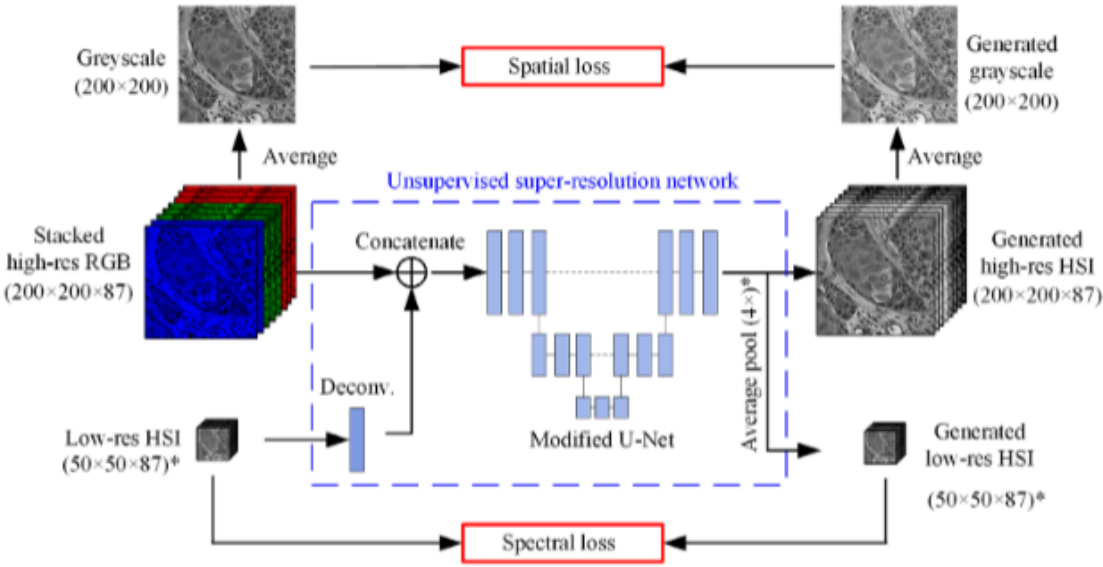 Greyscale
(200×200)
Spatial loss
Generated
grayscale
(200×200)
Average
Average
Unsupervised super-resolution network
Stacked
high-res RGB
(200×200×87)
Concatenate
Generated
high-res HSI
(200×200×87)
Average pool (4×)*
Deconv.
Modified U-Net
Low-res HSI
(50×50×87)*
Generated
low-res HSI
(50×50×87)*
Spectral loss